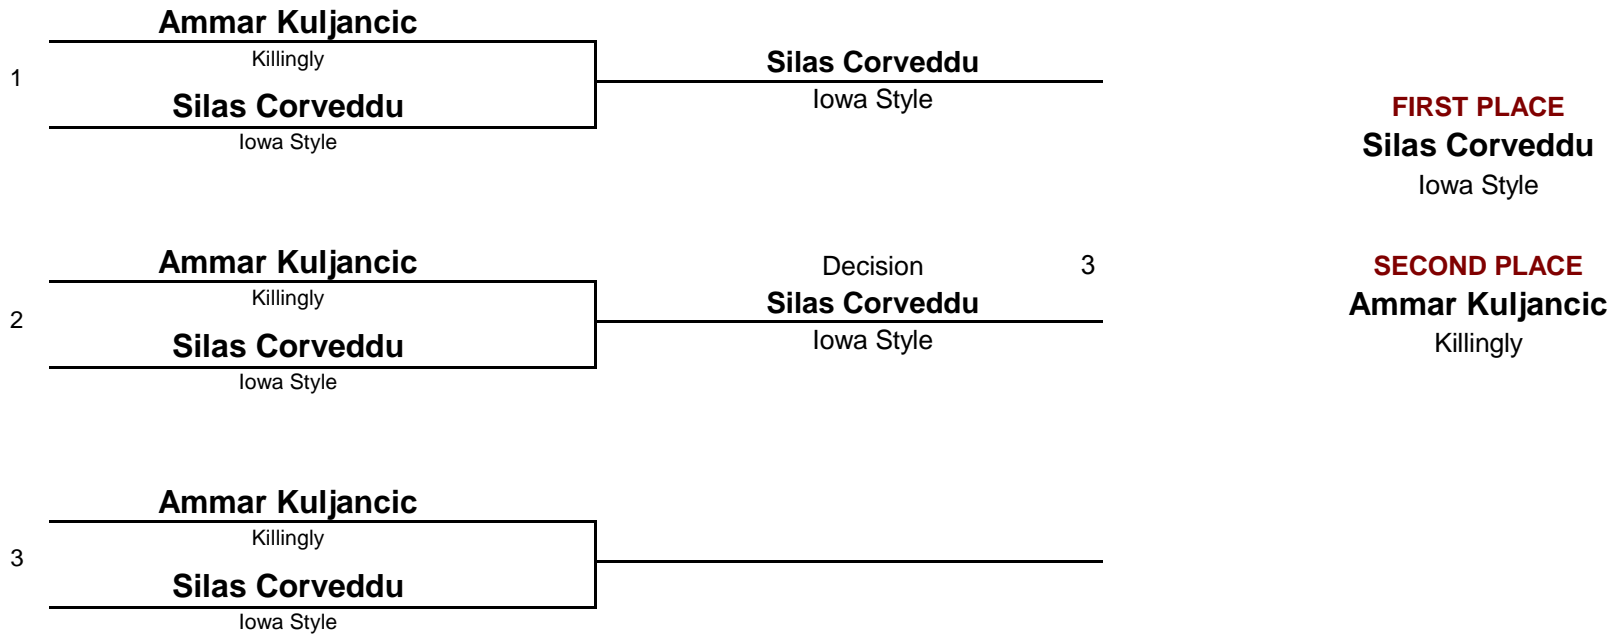 Ammar Kuljancic
Killingly
1
Silas Corveddu
Iowa Style
Silas Corveddu
Iowa Style
FIRST PLACE
Silas Corveddu
Iowa Style
Ammar Kuljancic
Killingly
2
Silas Corveddu
Iowa Style
Decision 3
Silas Corveddu
Iowa Style
SECOND PLACE
Ammar Kuljancic
Killingly
Ammar Kuljancic
Killingly
3
Silas Corveddu
Iowa Style